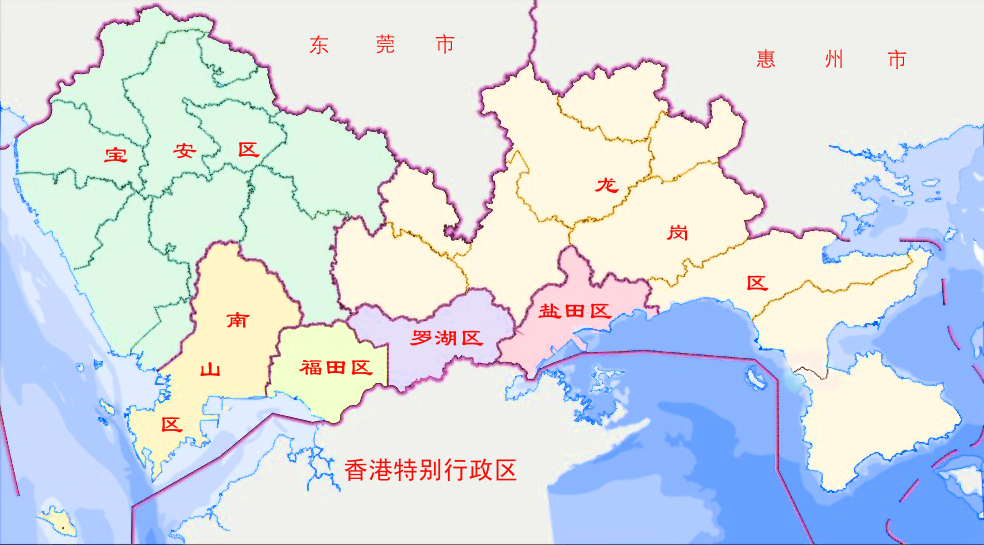 东莞市
惠州市
宝安区
龙岗区
南山区
盐田区
罗湖区
福田区
香港特别行政区